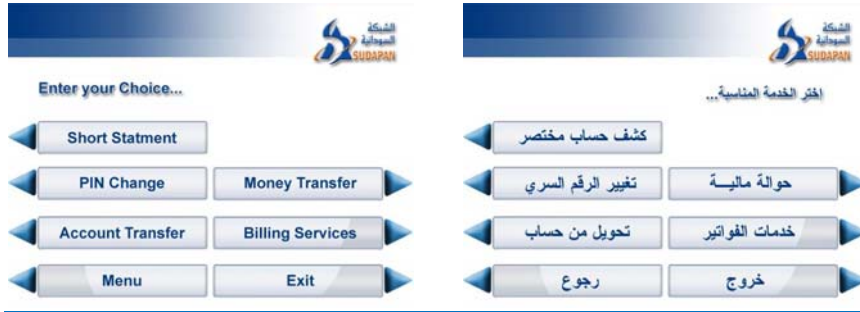 الشبكة
السودانية
SUDAPAN
Enter your Choice...
Short Statment
PIN Change
Money Transfer
Account Transfer
Billing Services
Menu
Exit
الشبكة
السودانية
SUDAPAN
اختر الخدمة المناسبة...
كشف حساب مختصر
حوالة ماليـــة
تغيير الرقم السري
خدمات الفواتير
تحويل من حساب
خروج
رجوع